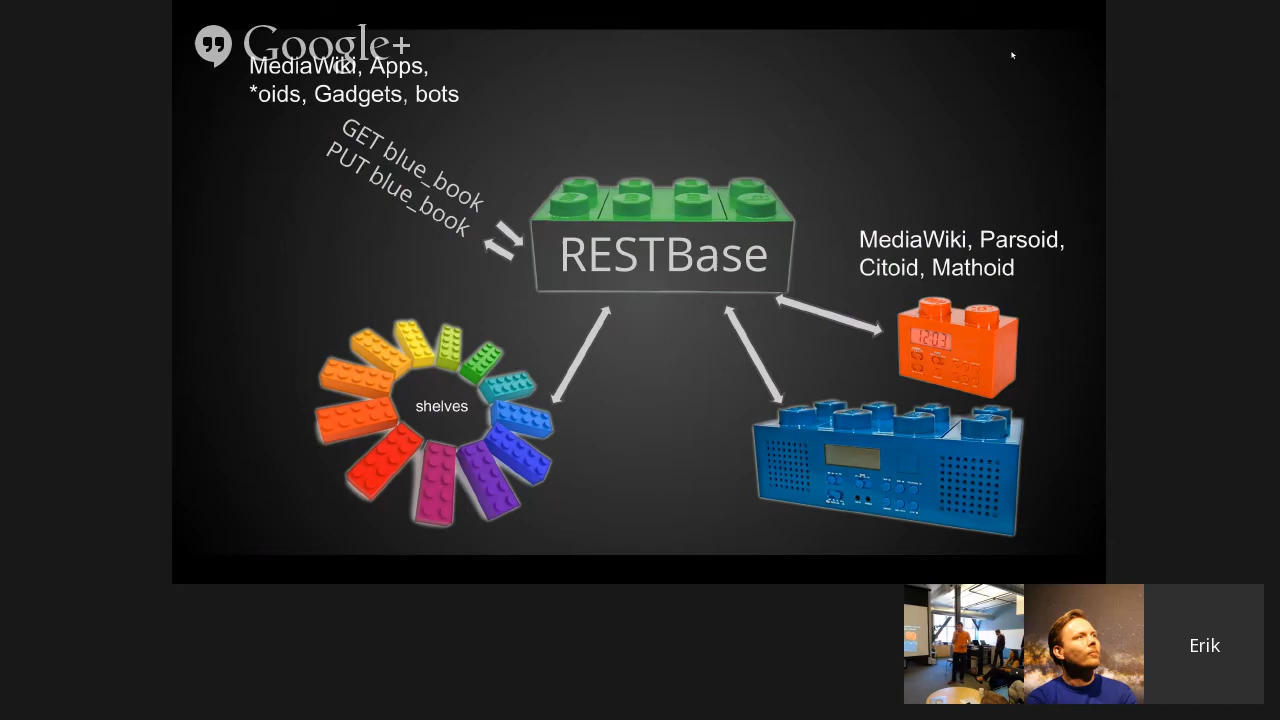 Google+
MediaWiki, Apps,
*oids, Gadgets, bots
GET blue_book
PUT blue_book
RESTBase
MediaWiki, Parsoid,
Citoid, Mathoid
12:03
shelves
Erik